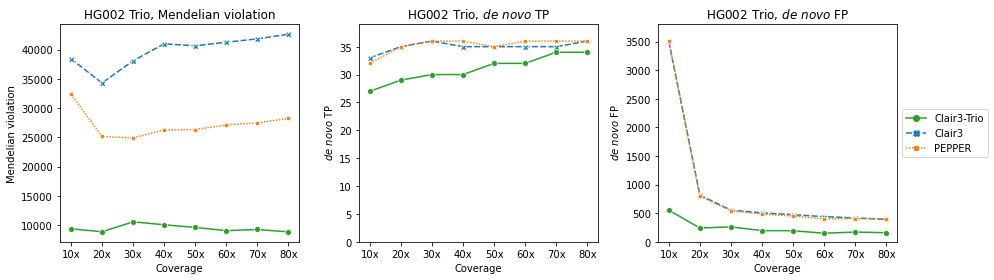 HG002 Trio, Mendelian violation
Mendelian violation
40000
35000
30000
25000
20000
15000
10000
10x 20x 30x 40x 50x 60x 70x 80x
Coverage
HG002 Trio, de novo TP
de novo TP
35
30
25
20
15
10
5
0
10x 20x 30x 40x 50x 60x 70x 80x
Coverage
HG002 Trio, de novo FP
de novo FP
3500
3000
2500
2000
1500
1000
500
0
10x 20x 30x 40x 50x 60x 70x 80x
Coverage
Clair3-Trio
Clair3
PEPPER